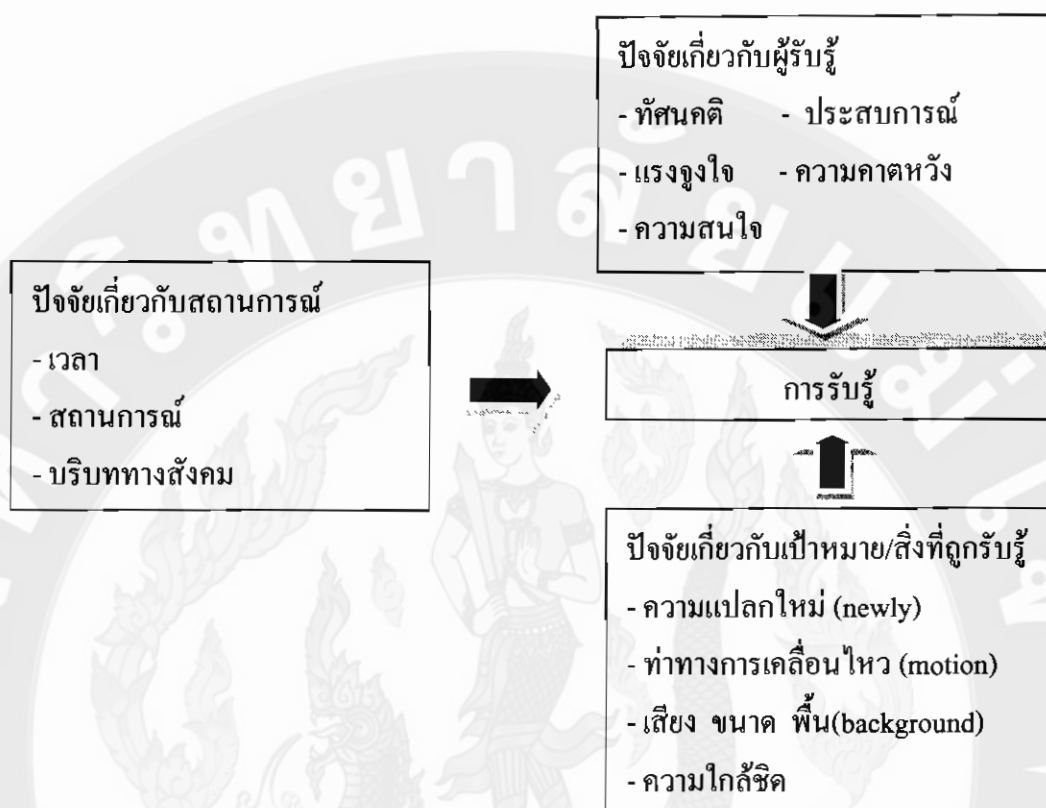 ปัจจัยเกี่ยวกับผู้รับรู้
- ทัศนคติ - ประสบการณ์
- แรงจูงใจ - ความคาดหวัง
- ความสนใจ
ปัจจัยเกี่ยวกับสถานการณ์
- เวลา
- สถานการณ์
- บริบททางสังคม
การรับรู้
ปัจจัยเกี่ยวกับเป้าหมาย/สิ่งที่ถูกรับรู้
- ความแปลกใหม่ (newly)
- ท่าทางการเคลื่อนไหว (motion)
- เสียง ขนาด พื้น(background)
- ความใกล้ชิด